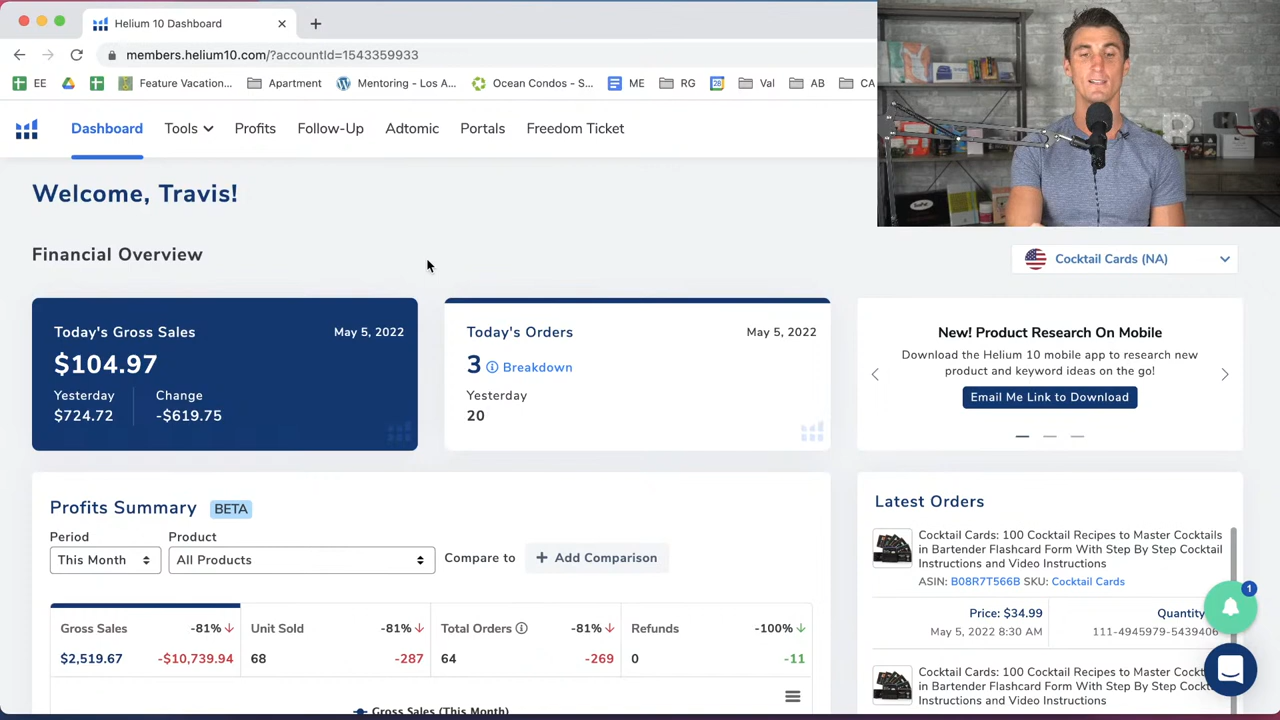 Helium 10 Dashboard
members.helium10.com/?accountId=1543359933
EE
Feature Vacation...
Apartment
Mentoring - Los A...
Ocean Condos - S...
ME
RG
28
Val
AB
CA
Dashboard
Tools
Profits
Follow-Up
Adtomic
Portals
Freedom Ticket
Welcome, Travis!
Financial Overview
Cocktail Cards (NA)
Today's Gross Sales
May 5, 2022
$104.97
Yesterday
Change
$724.72
-$619.75
Today's Orders
May 5, 2022
3 Breakdown
Yesterday
20
New! Product Research On Mobile
Download the Helium 10 mobile app to research new
product and keyword ideas on the go!
Email Me Link to Download
Profits Summary BETA
Period
Product
This Month
All Products
Compare to
+ Add Comparison
Gross Sales -81%
$2,519.67 -$10,739.94
Unit Sold -81%
68 -287
Total Orders -81%
64 -269
Refunds -100%
0 -11
Gross Sales (This Month)
Latest Orders
Cocktail Cards: 100 Cocktail Recipes to Master Cocktails
in Bartender Flashcard Form With Step By Step Cocktail
Instructions and Video Instructions
ASIN: B08R7T566B SKU: Cocktail Cards
Price: $34.99
May 5, 2022 8:30 AM
Quantity
111-4945979-5439406
1
Cocktail Cards: 100 Cocktail Recipes to Master Cockt
in Bartender Flashcard Form With Step By Step Cockt
Instructions and Video Instructions